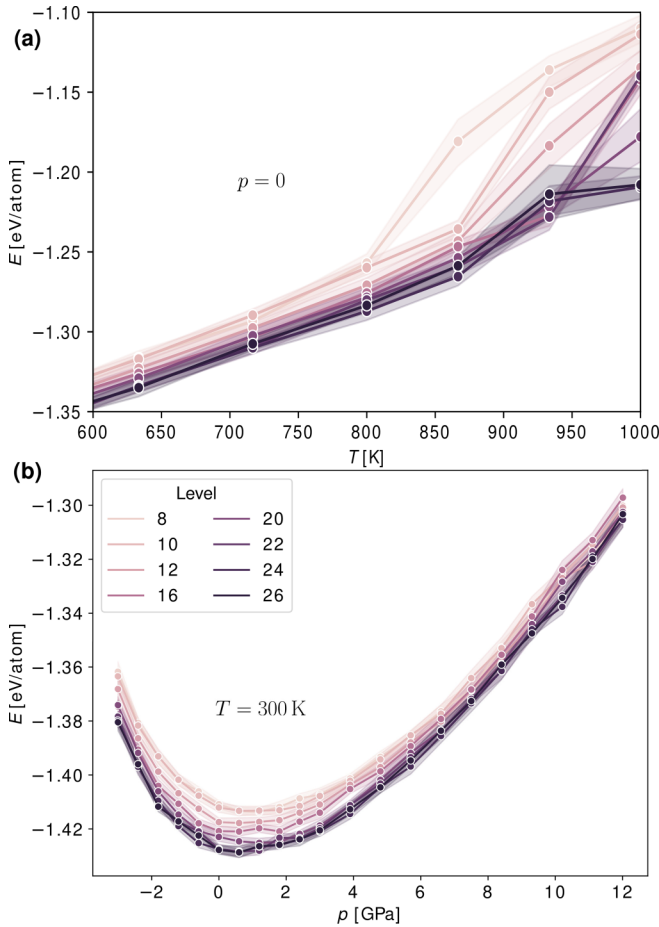 (a)
−1.10
−1.15
−1.20
−1.25
−1.30
−1.35
E [eV/atom]
p = 0
600 650 700 750 800 850 900 950 1000
T [K]
(b)
−1.30
−1.32
−1.34
−1.36
−1.38
−1.40
−1.42
E [eV/atom]
Level
8 20
10 22
12 24
16 26
T = 300 K
−2 0 2 4 6 8 10 12
p [GPa]